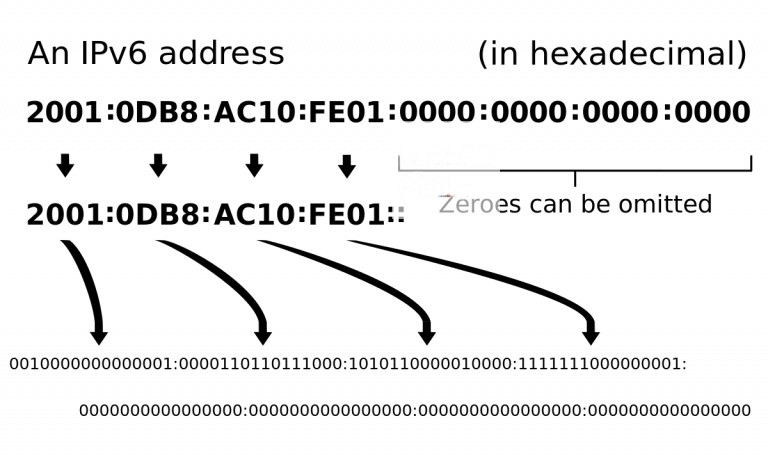 An IPv6 address (in hexadecimal)
2001:0DB8:AC10:FE01:0000:0000:0000:0000
2001:0DB8:AC10:FE01::
Zeroes can be omitted
0010000000000001:0000110110111000:1010110000010000:1111111000000001:
0000000000000000:0000000000000000:0000000000000000:0000000000000000